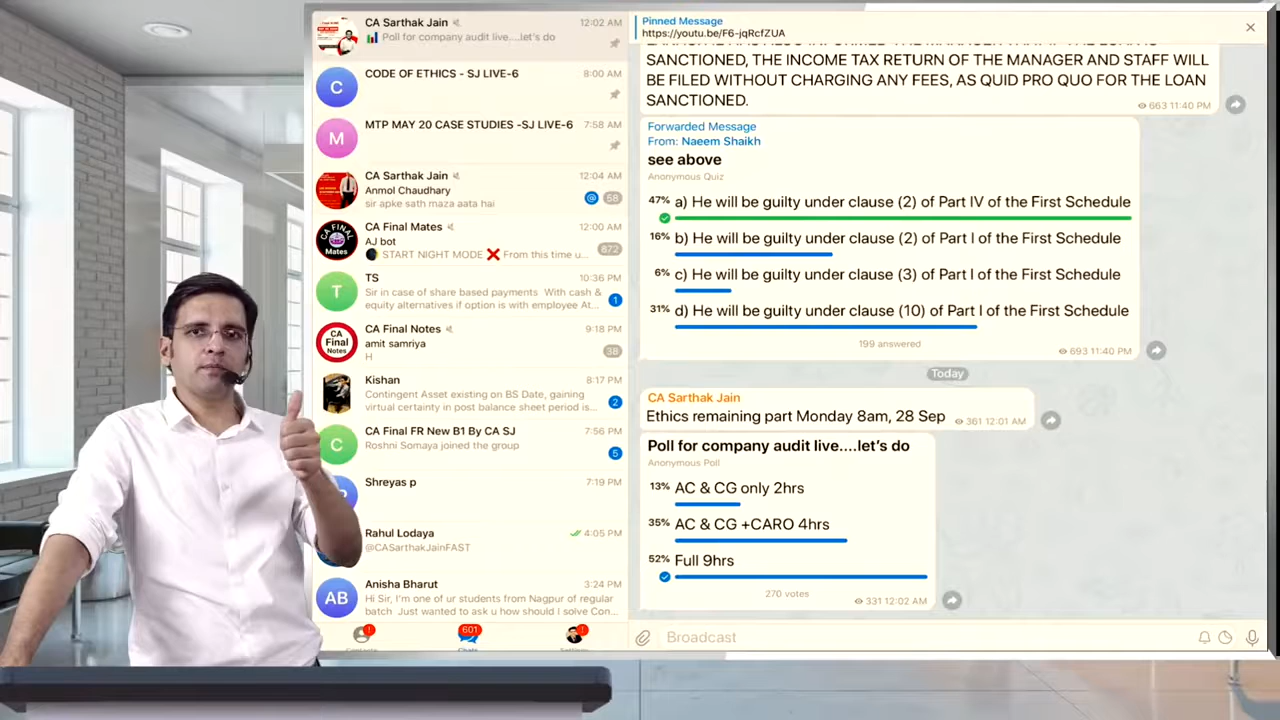 CA Sarthak Jain
12:02 AM
Poll for company audit live....let's do
C
CODE OF ETHICS - SJ LIVE-6
8:00 AM
M
MTP MAY 20 CASE STUDIES -SJ LIVE-6
7:58 AM
CA Sarthak Jain
12:04 AM
Anmol Chaudhary
sir apke sath maza aata hai
@
58
CA FINAL
Mates
CA Final Mates
12:00 AM
AJ bot
START NIGHT MODE ❌ From this time u...
872
T
TS
10:36 PM
Sir in case of share based payments With cash &
equity alternatives if option is with employee At...
1
CA
Final
Notes
CA Final Notes
9:18 PM
amit samriya
H
38
Kishan
8:17 PM
Contingent Asset existing on BS Date, gaining
virtual certainty in post balance sheet period is...
2
C
CA Final FR New B1 By CA SJ
7:56 PM
Roshni Somaya joined the group
5
Shreyas p
7:19 PM
Rahul Lodaya
4:05 PM
@CASarthakJainFAST
AB
Anisha Bharut
3:24 PM
Hi Sir, I'm one of ur students from Nagpur of regular
batch Just wanted to ask u how should I solve Con...
!
601
!
Pinned Message
https://youtu.be/F6-jqRcfZUA
SANCTIONED, THE INCOME TAX RETURN OF THE MANAGER AND STAFF WILL
BE FILED WITHOUT CHARGING ANY FEES, AS QUID PRO QUO FOR THE LOAN
SANCTIONED.
663 11:40 PM
Forwarded Message
From: Naeem Shaikh
see above
Anonymous Quiz
47% a) He will be guilty under clause (2) of Part IV of the First Schedule
16% b) He will be guilty under clause (2) of Part I of the First Schedule
6% c) He will be guilty under clause (3) of Part I of the First Schedule
31% d) He will be guilty under clause (10) of Part I of the First Schedule
199 answered
693 11:40 PM
Today
CA Sarthak Jain
Ethics remaining part Monday 8am, 28 Sep
361 12:01 AM
Poll for company audit live....let's do
Anonymous Poll
13% AC & CG only 2hrs
35% AC & CG +CARO 4hrs
52% Full 9hrs
270 votes
331 12:02 AM
Broadcast